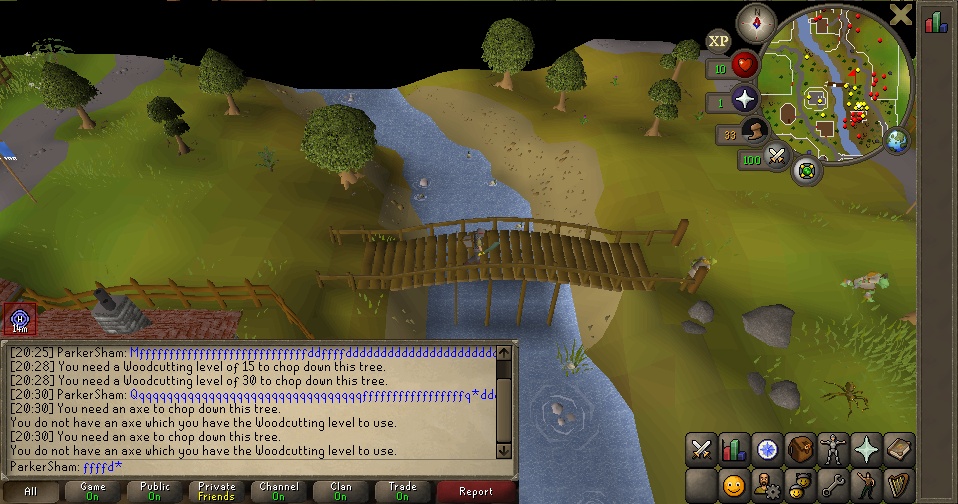 N
XP
10
1
33
100
14m
[20:25] ParkerSham: Mfffffffffffffffffffffffffffffddffffddddddddddddddddddddddddd
[20:28] You need a Woodcutting level of 15 to chop down this tree.
[20:28] You need a Woodcutting level of 30 to chop down this tree.
[20:30] ParkerSham: Qqqqqqqqqqqqqqqqqqqqqqqqqqqqqqqqqfffffffffffffffffq*dd
[20:30] You need an axe to chop down this tree.
You do not have an axe which you have the Woodcutting level to use.
[20:30] You need an axe to chop down this tree.
You do not have an axe which you have the Woodcutting level to use.
ParkerSham: ffffd*
All Game Public Private Channel Clan Trade Report
On On Friends On On On